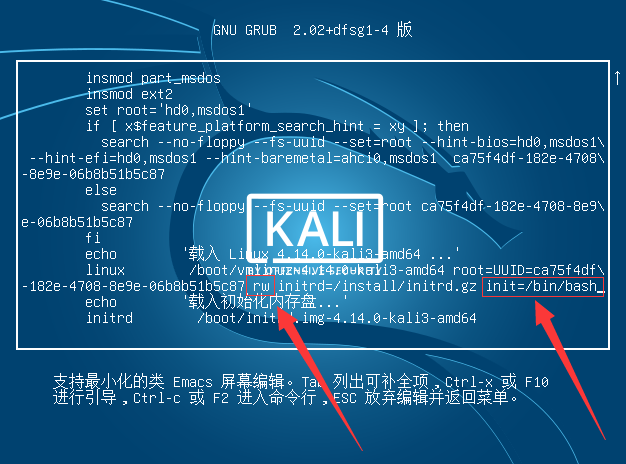 GNU GRUB 2.02+dfsg1-4 版
insmod part_msdos
insmod ext2
set root='hd0,msdos1'
if [ x$feature_platform_search_hint = xy ]; then
search --no-floppy --fs-uuid --set=root --hint-bios=hd0,msdos1\
--hint-efi=hd0,msdos1 --hint-baremetal=ahci0,msdos1 ca75f4df-182e-4708\
-8e9e-06b8b51b5c87
else
search --no-floppy --fs-uuid --set=root ca75f4df-182e-4708-8e9\
e-06b8b51b5c87
fi
KALI
echo '载入 Linux 4.14.0-kali3-amd64 ...'
BY OFFENSIVE SECURITY
linux /boot/vmlinuz-4.14.0-kali3-amd64 root=UUID=ca75f4df\
-182e-4708-8e9e-06b8b51b5c87 rw initrd=/install/initrd.gz init=/bin/bash_
echo '载入初始化内存盘...'
initrd /boot/initrd.img-4.14.0-kali3-amd64
支持最小化的类 Emacs 屏幕编辑。Tab 列出可补全项,Ctrl-x 或 F10
进行引导,Ctrl-c 或 F2 进入命令行,ESC 放弃编辑并返回菜单。